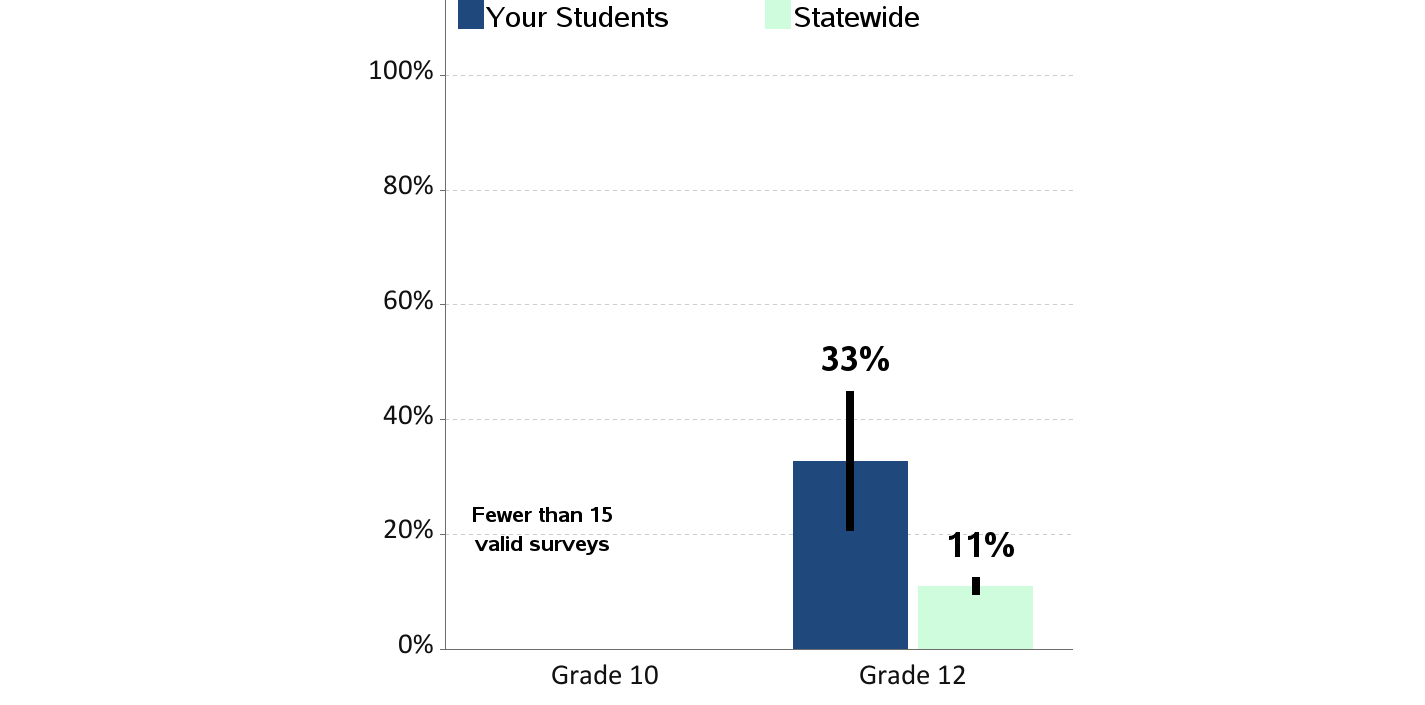 Your Students Statewide
100%
80%
60%
33%
40%
Fewer than 15
20%
11%
valid surveys
0%
Grade 10 Grade 12